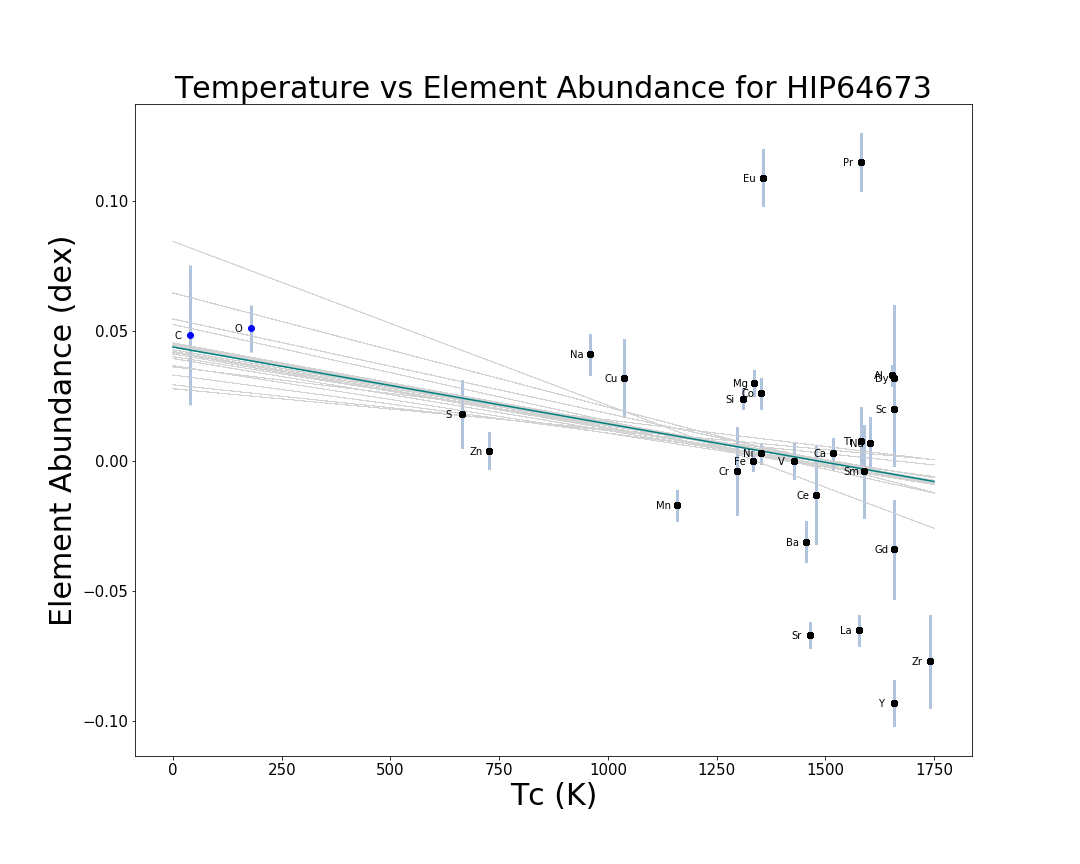 Temperature vs Element Abundance for HIP64673
Element Abundance (dex)
0.10
0.05
0.00
−0.05
−0.10
Pr
Eu
C
O
Na
Cu
Mg
Co
Si
Al
Dy
Sc
S
Zn
Ti
Nd
Ni
Fe
V
Ca
Cr
Sm
Mn
Ce
Ba
Gd
Sr
La
Zr
Y
0 250 500 750 1000 1250 1500 1750
Tc (K)